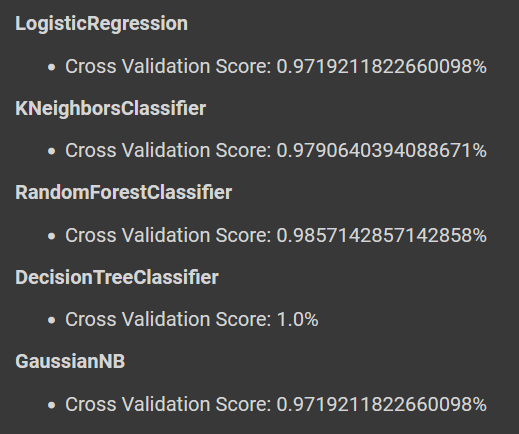 LogisticRegression
• Cross Validation Score: 0.9719211822660098%
KNeighborsClassifier
• Cross Validation Score: 0.9790640394088671%
RandomForestClassifier
• Cross Validation Score: 0.9857142857142858%
DecisionTreeClassifier
• Cross Validation Score: 1.0%
GaussianNB
• Cross Validation Score: 0.9719211822660098%